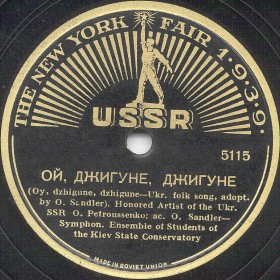 THE NEW YORK FAIR 1·9·3·9.
USSR
5115
ОЙ, ДЖИГУНЕ, ДЖИГУНЕ
(Oy, dzhigune, dzhigune—Ukr. folk song, adopt.
by O. Sandler). Honored Artist of the Ukr.
SSR O. Petroussenko; ac. O. Sandler—
Symphon. Ensemble of Students of
the Kiev State Conservatory
MADE IN SOVIET UNION